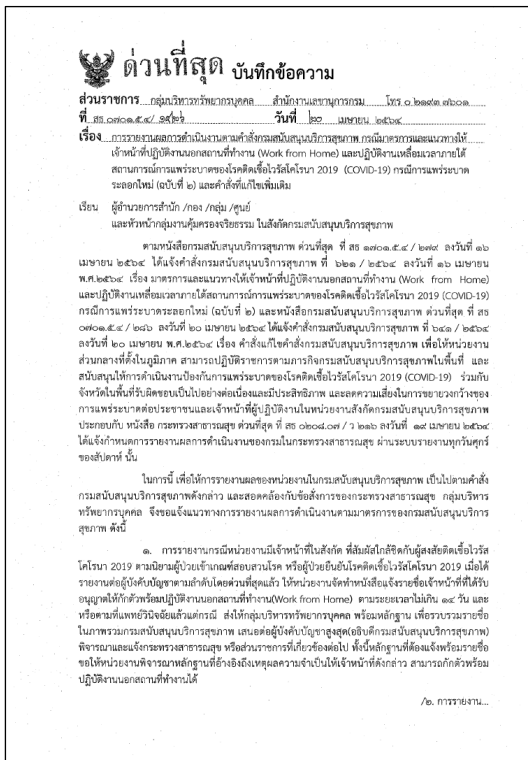 ด่วนที่สุด บันทึกข้อความ
ส่วนราชการ กลุ่มบริหารทรัพยากรบุคคล สำนักงานเลขานุการกรม โทร ๐ ๒๑๙๓ ๗๐๐๑
ที่ สธ.๐๗๐๑.๕.๔/ วันที่ ๒๐ เมษายน ๒๕๖๔
เรื่อง การรายงานผลการดำเนินงานตามคำสั่งกรมสนับสนุนบริการสุขภาพ กรณีมาตรการและแนวทางให้
เจ้าหน้าที่ปฏิบัติงานนอกสถานที่ทำงาน (Work from Home) และปฏิบัติงานเหลื่อมเวลาภายใต้
สถานการณ์การแพร่ระบาดของโรคติดเชื้อไวรัสโคโรนา 2019 (COVID-19) กรณีการแพร่ระบาด
ระลอกใหม่ (ฉบับที่ ๒) และคำสั่งที่แก้ไขเพิ่มเติม
เรียน ผู้อำนวยการสำนัก /กอง /กลุ่ม /ศูนย์
และหัวหน้ากลุ่มงานคุ้มครองจริยธรรม ในสังกัดกรมสนับสนุนบริการสุขภาพ
ตามหนังสือกรมสนับสนุนบริการสุขภาพ ด่วนที่สุด ที่ สธ ๑๗๐๑.๕.๔ / ๒๗๙ ลงวันที่ ๑๖
เมษายน ๒๕๖๔ ได้แจ้งคำสั่งกรมสนับสนุนบริการสุขภาพ ที่ ๖๒๑ / ๒๕๖๔ ลงวันที่ ๑๖ เมษายน
พ.ศ.๒๕๖๔ เรื่อง มาตรการและแนวทางให้เจ้าหน้าที่ปฏิบัติงานนอกสถานที่ทำงาน (Work from Home)
และปฏิบัติงานเหลื่อมเวลาภายใต้สถานการณ์การแพร่ระบาดของโรคติดเชื้อไวรัสโคโรนา 2019 (COVID-19)
กรณีการแพร่ระบาดระลอกใหม่ (ฉบับที่ ๒) และหนังสือกรมสนับสนุนบริการสุขภาพ ด่วนที่สุด ที่ สธ
๐๗๐๑.๕.๔ / ๒๘๖ ลงวันที่ ๒๐ เมษายน ๒๕๖๔ ได้แจ้งคำสั่งกรมสนับสนุนบริการสุขภาพ ที่ ๖๔๑ / ๒๕๖๔
ลงวันที่ ๒๐ เมษายน พ.ศ.๒๕๖๔ เรื่อง คำสั่งแก้ไขคำสั่งกรมสนับสนุนบริการสุขภาพ เพื่อให้หน่วยงาน
ส่วนกลางที่ตั้งในภูมิภาค สามารถปฏิบัติราชการตามภารกิจกรมสนับสนุนบริการสุขภาพในพื้นที่ และ
สนับสนุนให้การดำเนินงานป้องกันการแพร่ระบาดของโรคติดเชื้อไวรัสโคโรนา 2019 (COVID-19) ร่วมกับ
จังหวัดในพื้นที่รับผิดชอบเป็นไปอย่างต่อเนื่องและมีประสิทธิภาพ และลดความเสี่ยงในการขยายวงกว้างของ
การแพร่ระบาดต่อประชาชนและเจ้าหน้าที่ผู้ปฏิบัติงานในหน่วยงานสังกัดกรมสนับสนุนบริการสุขภาพ
ประกอบกับ หนังสือ กระทรวงสาธารณสุข ด่วนที่สุด ที่ สธ ๐๒๐๘.๐๗ / ว ๒๑๖ ลงวันที่ ๑๙ เมษายน ๒๕๖๔
ได้แจ้งกำหนดการรายงานผลการดำเนินงานของกรมในกระทรวงสาธารณสุข ผ่านระบบรายงานทุกวันศุกร์
ของสัปดาห์ นั้น
ในการนี้ เพื่อให้การรายงานผลของหน่วยงานในกรมสนับสนุนบริการสุขภาพ เป็นไปตามคำสั่ง
กรมสนับสนุนบริการสุขภาพดังกล่าว และสอดคล้องกับข้อสั่งการของกระทรวงสาธารณสุข กลุ่มบริหาร
ทรัพยากรบุคคล จึงขอแจ้งแนวทางการรายงานผลการดำเนินงานตามมาตรการของกรมสนับสนุนบริการ
สุขภาพ ดังนี้
๑. การรายงานกรณีหน่วยงานมีเจ้าหน้าที่ในสังกัด ที่สัมผัสใกล้ชิดกับผู้สงสัยติดเชื้อไวรัส
โคโรนา 2019 ตามนิยามผู้ป่วยเข้าเกณฑ์สอบสวนโรค หรือผู้ป่วยยืนยันโรคติดเชื้อไวรัสโคโรนา 2019 เมื่อได้
รายงานต่อผู้บังคับบัญชาตามลำดับโดยด่วนที่สุดแล้ว ให้หน่วยงานจัดทำหนังสือแจ้งรายชื่อเจ้าหน้าที่ที่ได้รับ
อนุญาตให้กักตัวพร้อมปฏิบัติงานนอกสถานที่ทำงาน(Work from Home) ตามระยะเวลาไม่เกิน ๑๔ วัน และ
หรือตามที่แพทย์วินิจฉัยแล้วแต่กรณี ส่งให้กลุ่มบริหารทรัพยากรบุคคล พร้อมหลักฐาน เพื่อรวบรวมรายชื่อ
ในภาพรวมกรมสนับสนุนบริการสุขภาพ เสนอต่อผู้บังคับบัญชาสูงสุด(อธิบดีกรมสนับสนุนบริการสุขภาพ)
พิจารณาและแจ้งกระทรวงสาธารณสุข หรือส่วนราชการที่เกี่ยวข้องต่อไป ทั้งนี้หลักฐานที่ต้องแจ้งพร้อมรายชื่อ
ขอให้หน่วยงานพิจารณาหลักฐานที่อ้างอิงถึงเหตุผลความจำเป็นให้เจ้าหน้าที่ดังกล่าว สามารถกักตัวพร้อม
ปฏิบัติงานนอกสถานที่ทำงานได้
/๒. การรายงาน...